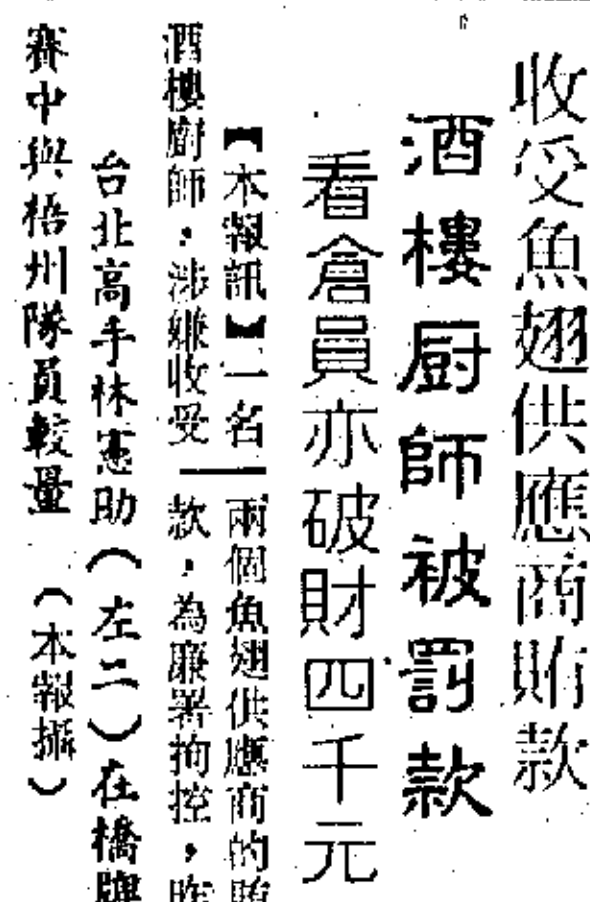 收受魚翅供應商賄款
酒樓厨師被罰款
看倉員亦破財四千元
【本報訊】一名
酒樓廚師，涉嫌收受
兩個魚翅供應商的賄
款，為廉署拘控，昨
台北高手林憲助（左二）在橋牌
賽中與梧州隊員較量　（本報攝）